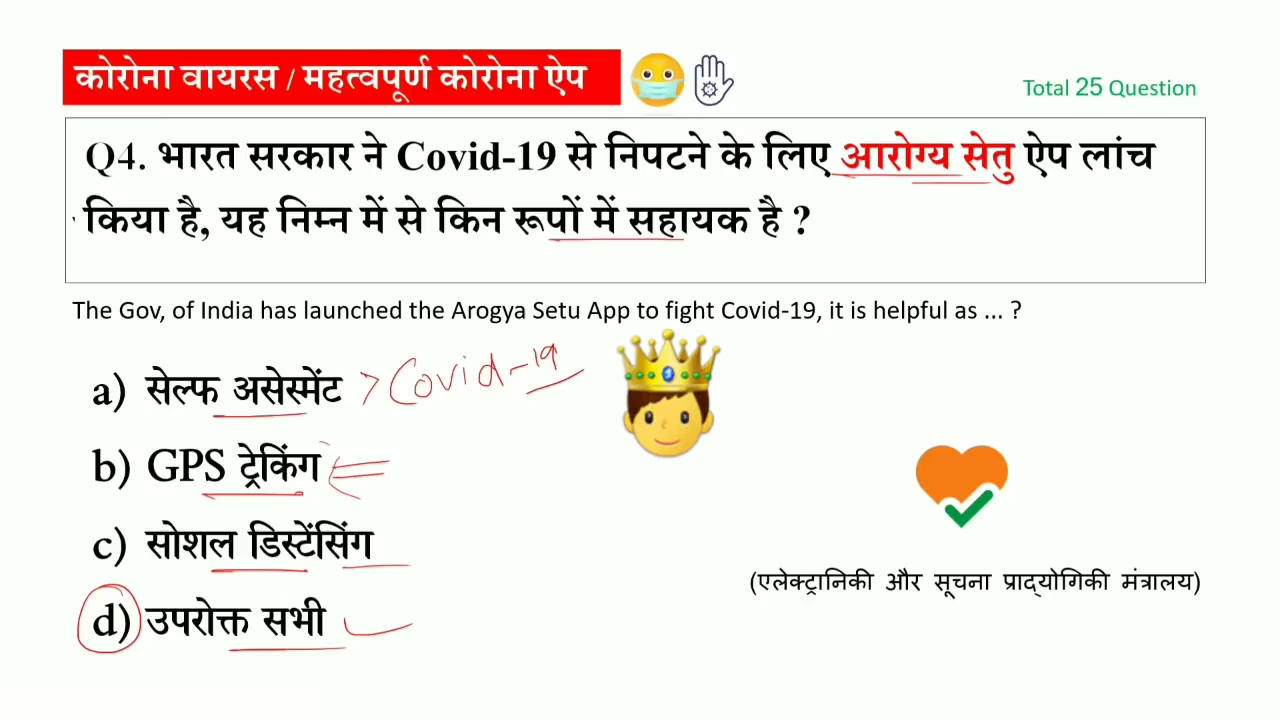 कोरोना वायरस / महत्वपूर्ण कोरोना ऐप
Total 25 Question
Q4. भारत सरकार ने Covid-19 से निपटने के लिए आरोग्य सेतु ऐप लांच
किया है, यह निम्न में से किन रूपों में सहायक है ?
The Gov, of India has launched the Arogya Setu App to fight Covid-19, it is helpful as ... ?
a) सेल्फ असेस्मेंट > Covid-19
b) GPS ट्रेकिंग
c) सोशल डिस्टेंसिंग
(एलेक्ट्रानिकी और सूचना प्राद्योगिकी मंत्रालय)
d) उपरोक्त सभी